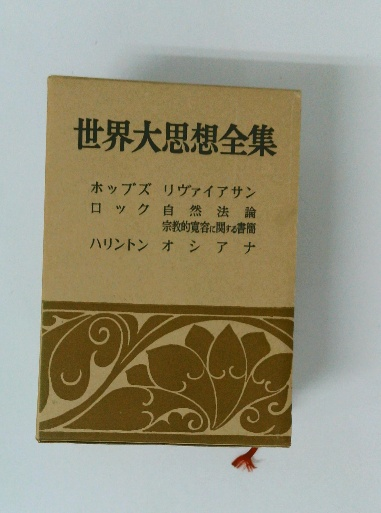 世界大思想全集
ホッブズ リヴァイアサン
ロック 自然法論
宗教的寛容に関する書簡
ハリントン オシアナ